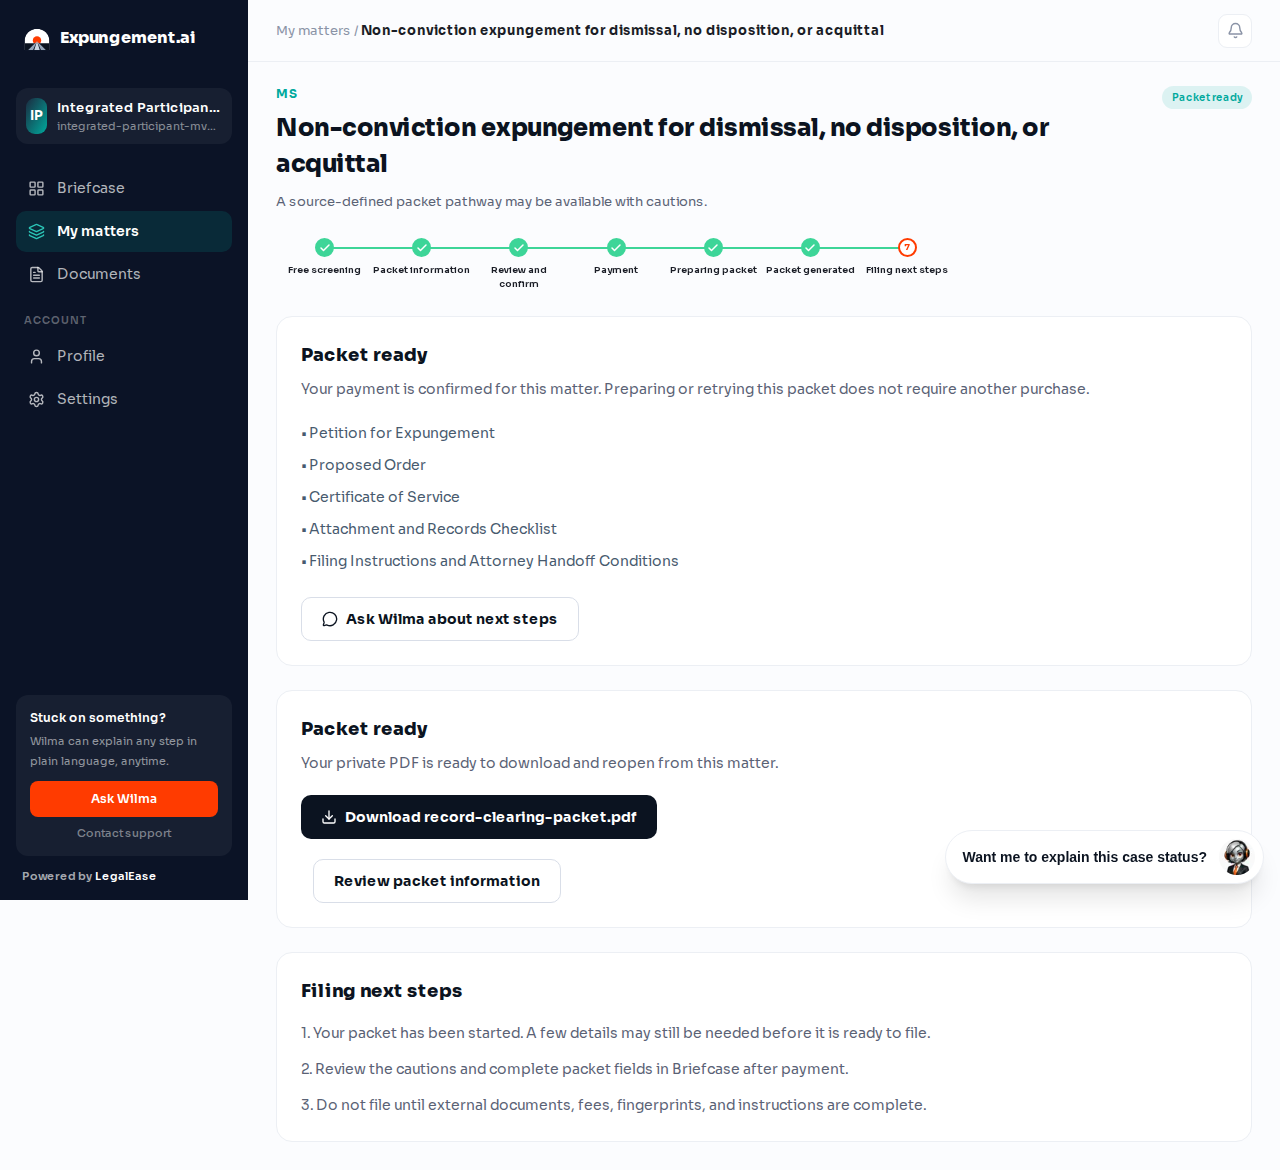 Expungement.ai
IP
Integrated Participan...
integrated-participant-mv...
Briefcase
My matters
Documents
ACCOUNT
Profile
Settings
Stuck on something?
Wilma can explain any step in
plain language, anytime.
Ask Wilma
Contact support
Powered by LegalEase
My matters / Non-conviction expungement for dismissal, no disposition, or acquittal
MS
Packet ready
Non-conviction expungement for dismissal, no disposition, or
acquittal
A source-defined packet pathway may be available with cautions.
7
Free screening
Packet information
Review and
confirm
Payment
Preparing packet
Packet generated
Filing next steps
Packet ready
Your payment is confirmed for this matter. Preparing or retrying this packet does not require another purchase.
▪ Petition for Expungement
▪ Proposed Order
▪ Certificate of Service
▪ Attachment and Records Checklist
▪ Filing Instructions and Attorney Handoff Conditions
Ask Wilma about next steps
Packet ready
Your private PDF is ready to download and reopen from this matter.
Download record-clearing-packet.pdf
Review packet information
Want me to explain this case status?
Filing next steps
1. Your packet has been started. A few details may still be needed before it is ready to file.
2. Review the cautions and complete packet fields in Briefcase after payment.
3. Do not file until external documents, fees, fingerprints, and instructions are complete.